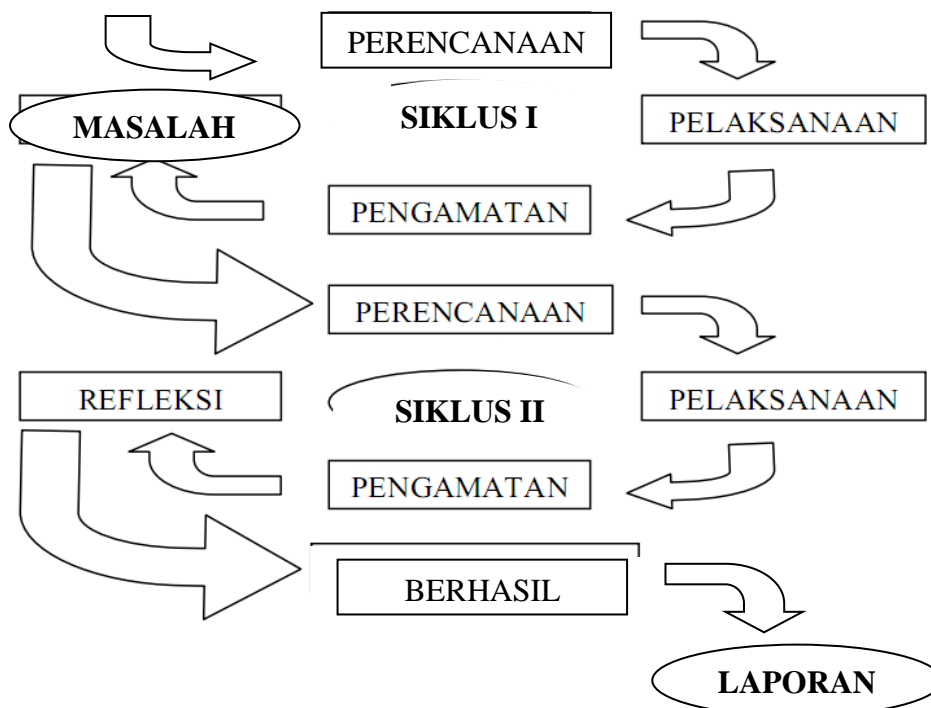 PERENCANAAN
MASALAH
SIKLUS I
PELAKSANAAN
PENGAMATAN
PERENCANAAN
REFLEKSI
SIKLUS II
PELAKSANAAN
PENGAMATAN
BERHASIL
LAPORAN